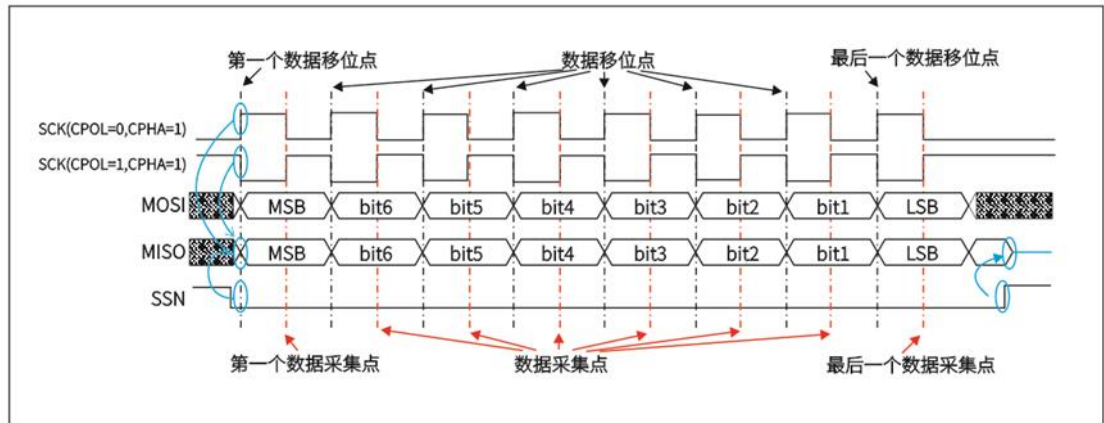 第一个数据移位点 数据移位点 最后一个数据移位点
SCK(CPOL=0,CPHA=1)
SCK(CPOL=1,CPHA=1)
MOSI MSB bit6 bit5 bit4 bit3 bit2 bit1 LSB
MISO MSB bit6 bit5 bit4 bit3 bit2 bit1 LSB
SSN
第一个数据采集点 数据采集点 最后一个数据采集点